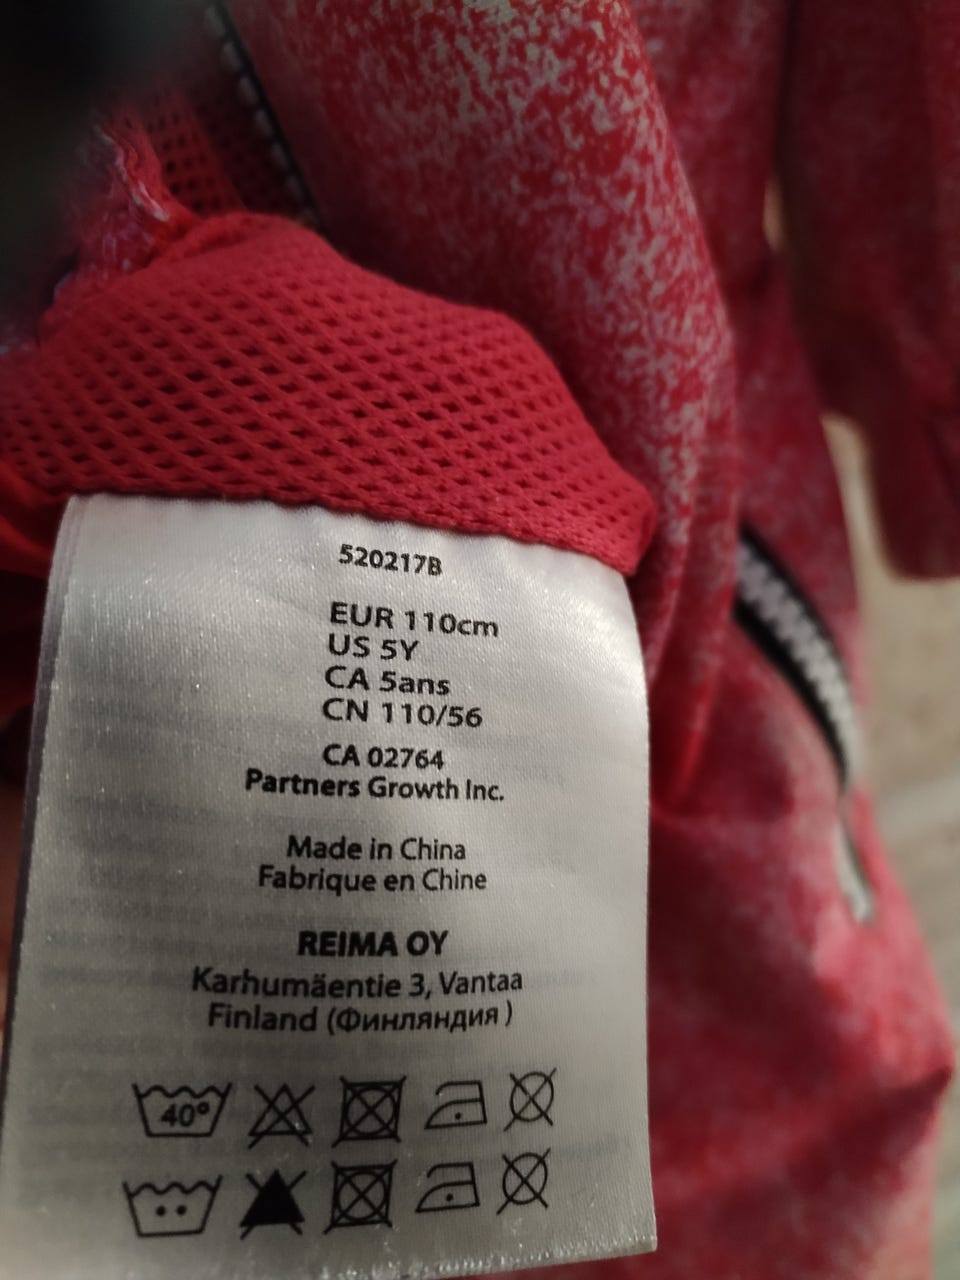 520217B
EUR 110cm
US 5Y
CA 5ans
CN 110/56
CA 02764
Partners Growth Inc.
Made in China
Fabrique en Chine
REIMA OY
Karhumäentie 3, Vantaa
Finland (Финляндия )
40°